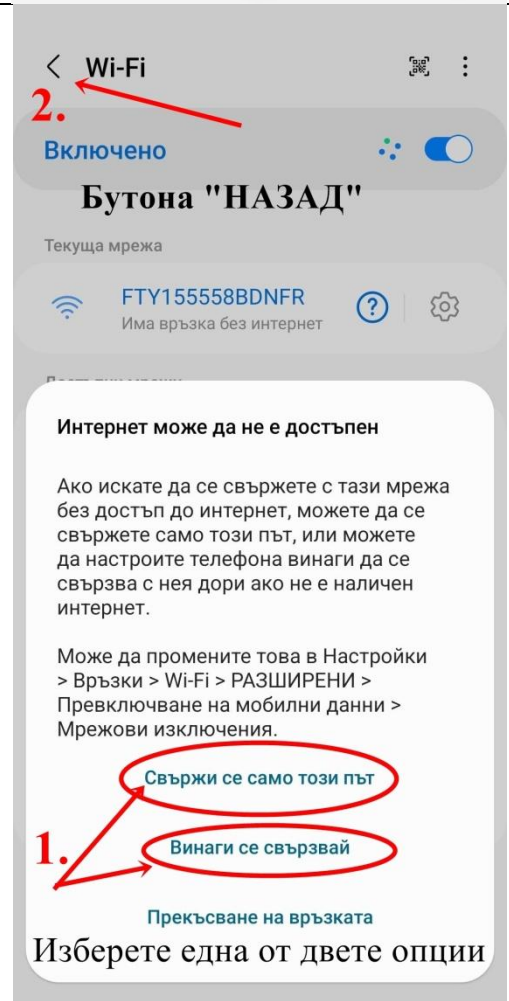 Wi-Fi
2.
Включено
Бутона "НАЗАД"
Текуща мрежа
FTY155558BDNFR
Има връзка без интернет
Интернет може да не е достъпен
Ако искате да се свържете с тази мрежа
без достъп до интернет, можете да се
свържете само този път, или можете
да настроите телефона винаги да се
свързва с нея дори ако не е наличен
интернет.
Може да промените това в Настройки
> Връзки > Wi-Fi > РАЗШИРЕНИ >
Превключване на мобилни данни >
Мрежови изключения.
Свържи се само този път
1.
Винаги се свързвай
Прекъсване на връзката
Изберете една от двете опции